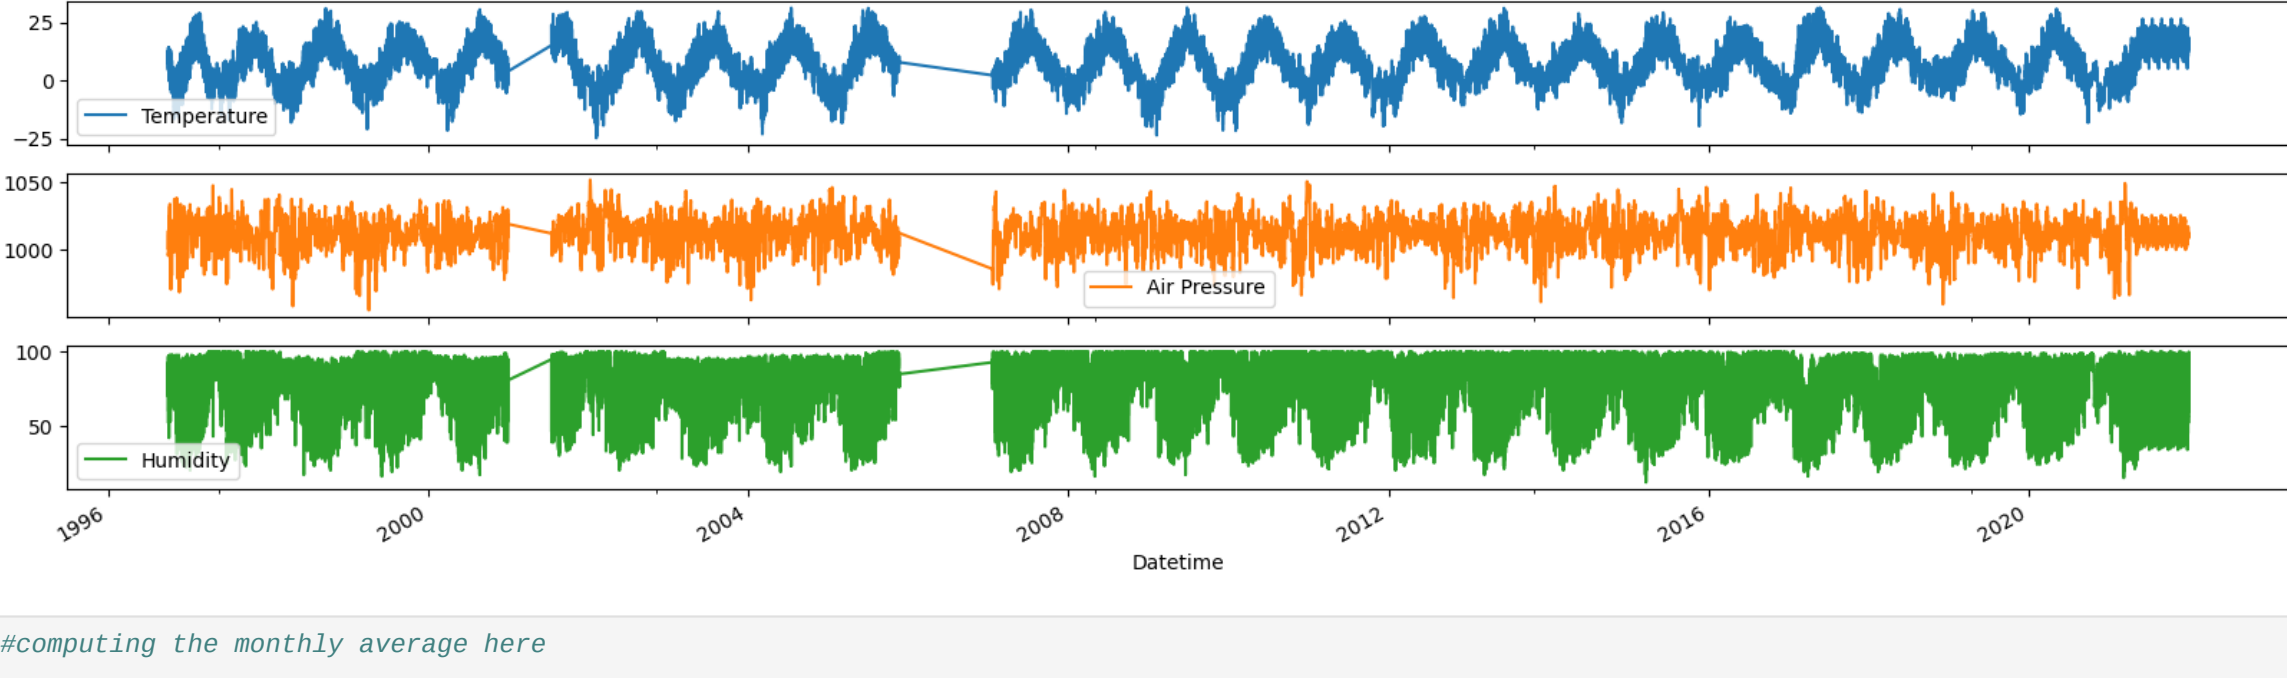 25
0
−25
Temperature
1050
1000
Air Pressure
100
50
Humidity
1996 2000 2004 2008 2012 2016 2020
Datetime
#computing the monthly average here